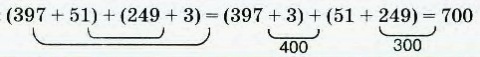 : (397 + 51) + (249 + 3) = (397 + 3) + (51 + 249) = 700
400
300